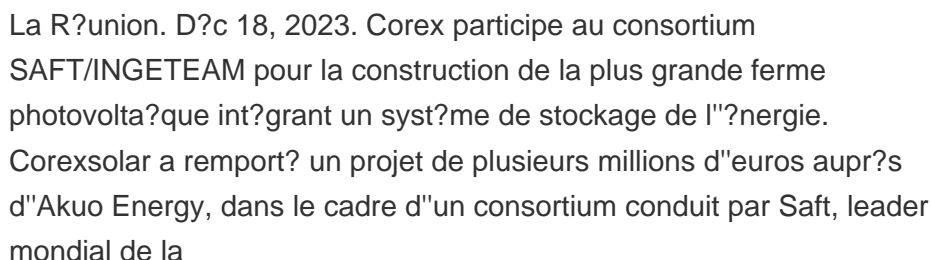 La R?union. D?c 18, 2023. Corex participe au consortium
SAFT/INGETEAM pour la construction de la plus grande ferme
photovolta?que int?grant un syst?me de stockage de l''?nergie.
Corexsolar a remport? un projet de plusieurs millions d''euros aupr?s
d''Akuo Energy, dans le cadre d''un consortium conduit par Saft, leader
mondial de la